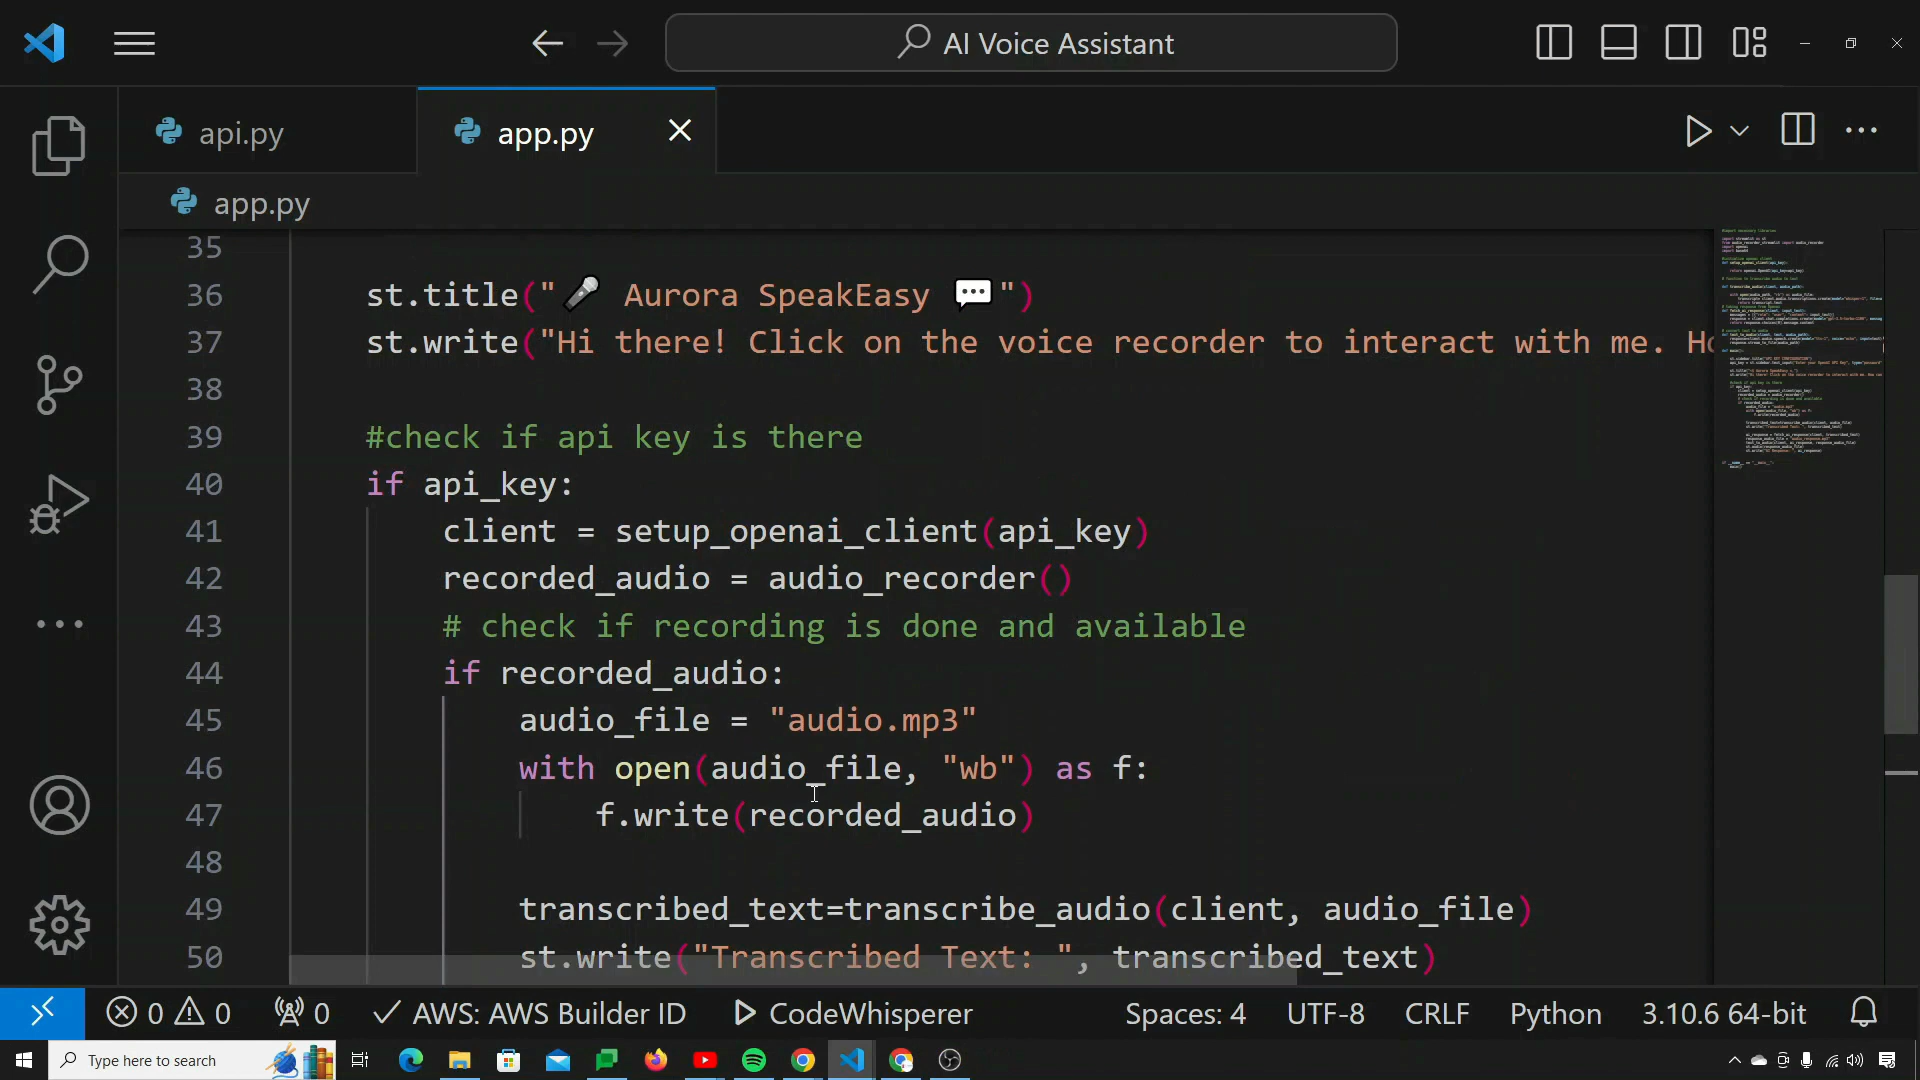 AI Voice Assistant
api.py
app.py
app.py
35
36 st.title("🎤 Aurora SpeakEasy 💬")
37 st.write("Hi there! Click on the voice recorder to interact with me. Ho
38
39 #check if api key is there
40 if api_key:
41 client = setup_openai_client(api_key)
42 recorded_audio = audio_recorder()
43 # check if recording is done and available
44 if recorded_audio:
45 audio_file = "audio.mp3"
46 with open(audio_file, "wb") as f:
47 f.write(recorded_audio)
48
49 transcribed_text=transcribe_audio(client, audio_file)
50 st.write("Transcribed Text: ", transcribed_text)
0 0 0 AWS: AWS Builder ID CodeWhisperer Spaces: 4 UTF-8 CRLF Python 3.10.6 64-bit
Type here to search